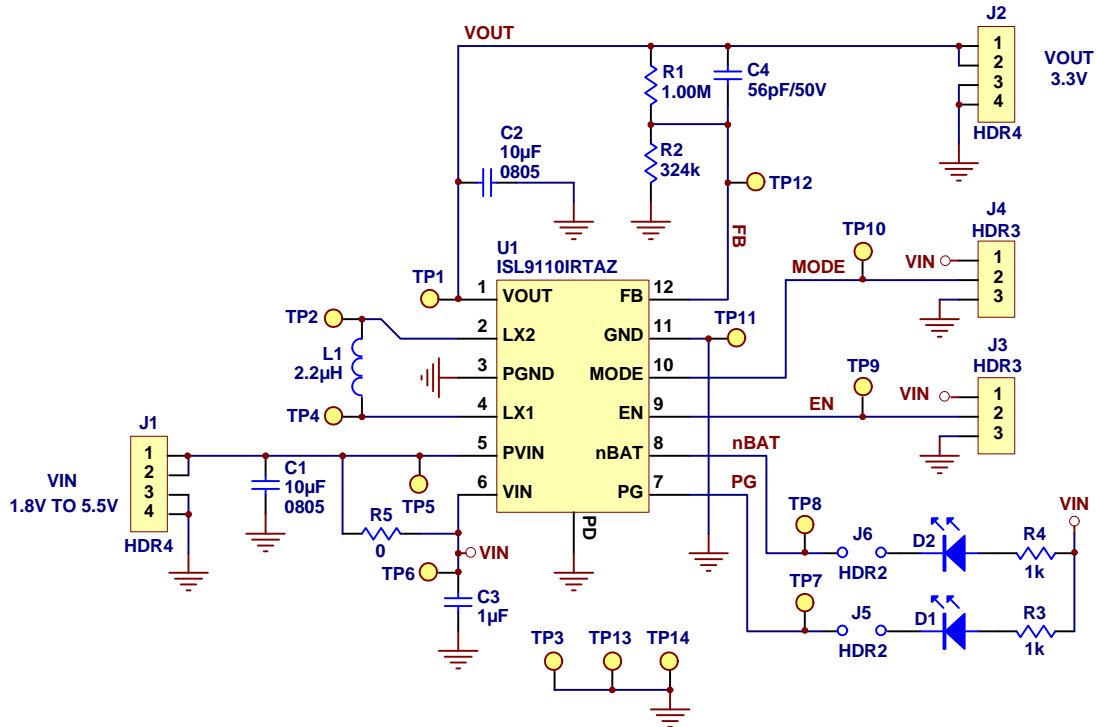 J2
VOUT
1
2
3
4
HDR4
VOUT
3.3V
R1
1.00M
C4
56pF/50V
C2
10µF
0805
R2
324k
TP12
FB
J4
HDR3
VIN
1
2
3
TP10
MODE
U1
ISL9110IRTAZ
TP1
1
VOUT
FB
12
TP2
2
LX2
GND
11
TP11
L1
2.2µH
3
PGND
MODE
10
TP4
4
LX1
EN
9
EN
TP9
J3
HDR3
VIN
1
2
3
J1
1
2
3
4
HDR4
VIN
1.8V TO 5.5V
C1
10µF
0805
5
PVIN
nBAT
8
nBAT
TP5
6
VIN
PG
7
PG
PD
R5
0
VIN
TP6
C3
1µF
TP8
J6
HDR2
D2
R4
1k
VIN
TP7
J5
HDR2
D1
R3
1k
TP3
TP13
TP14